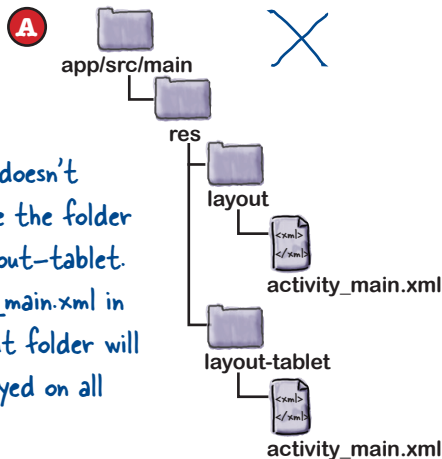 A
app/src/main
res
doesn't
e the folder
out-tablet.
_main.xml in
t folder will
yed on all
layout
<xml>
</xml>
activity_main.xml
layout-tablet
<xml>
</xml>
activity_main.xml